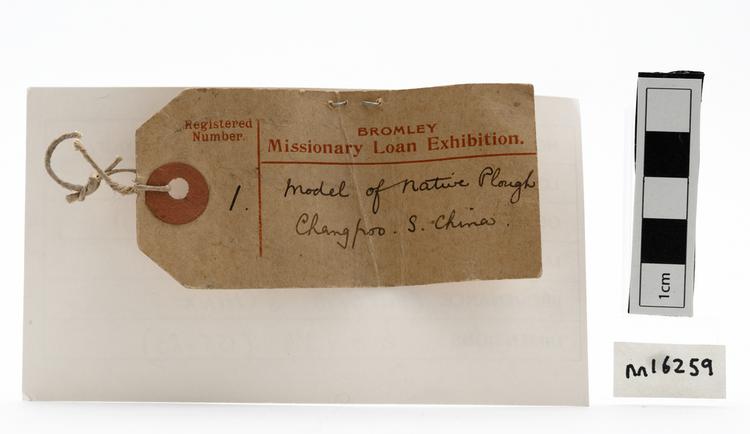 Registered
Number.
BROMLEY
Missionary Loan Exhibition.
1.
Model of Native Plough
Changpoo. S. China.
1cm
m16259